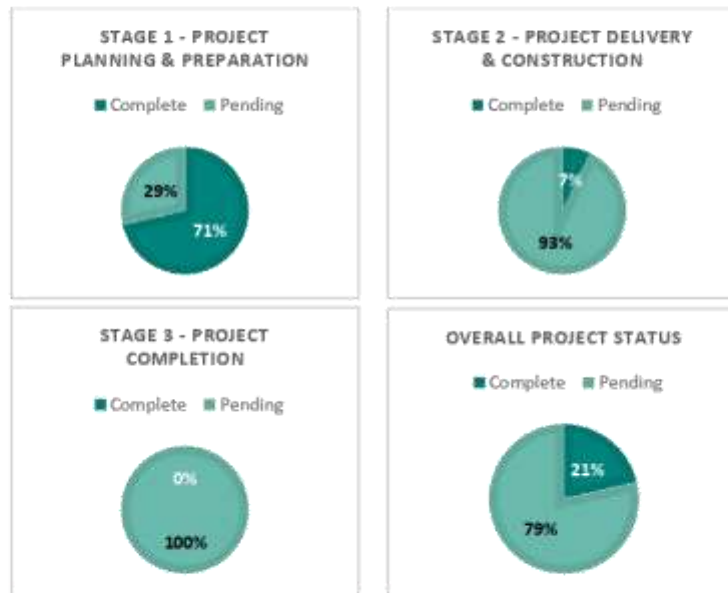 STAGE 1 - PROJECT
PLANNING & PREPARATION
Complete Pending
29%
71%
STAGE 2 - PROJECT DELIVERY
& CONSTRUCTION
Complete Pending
7%
93%
STAGE 3 - PROJECT
COMPLETION
Complete Pending
0%
100%
OVERALL PROJECT STATUS
Complete Pending
21%
79%